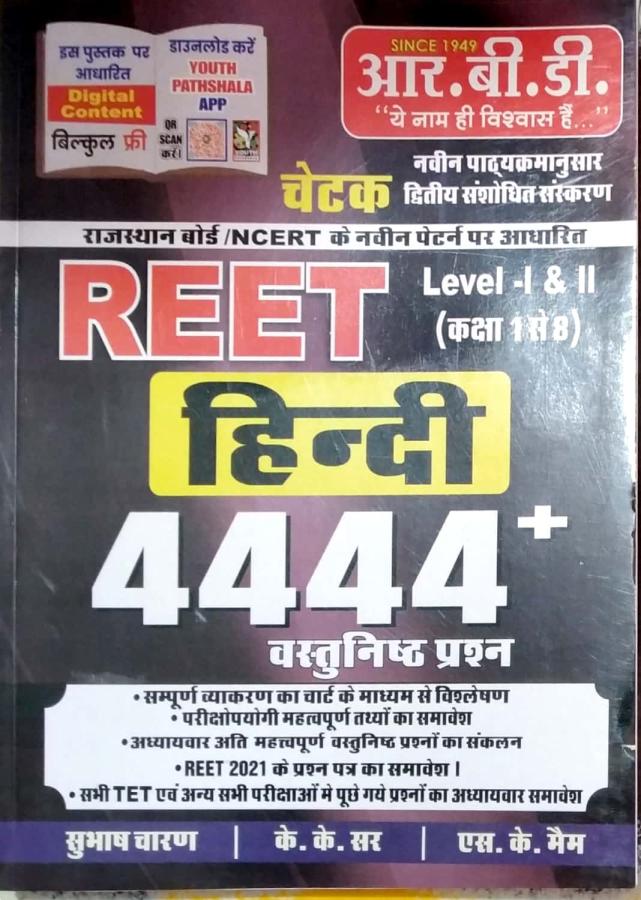 इस पुस्तक पर
आधारित
Digital
Content
बिल्कुल फ्री
डाउनलोड करें
YOUTH
PATHSHALA
APP
QR
SCAN
करें।
SINCE 1949
आर.बी.डी.
“ये नाम ही विश्वास हैं...”
चेटक
नवीन पाठ्यकमानुसार
द्वितीय संशोधित संस्करण
राजस्थान बोर्ड /NCERT के नवीन पेटर्न पर आधारित
REET
Level -I & II
(कक्षा 1 से 8)
हिन्दी
4444+
वस्तुनिष्ठ प्रश्न
• सम्पूर्ण व्याकरण का चार्ट के माध्यम से विश्लेषण
• परीक्षोपयोगी महत्वपूर्ण तथ्यों का समावेश
• अध्यायवार अति महत्त्वपूर्ण वस्तुनिष्ठ प्रश्नों का संकलन
• REET 2021 के प्रश्न पत्र का समावेश ।
• सभी TET एवं अन्य सभी परीक्षाओं मे पूछे गये प्रश्नों का अध्यायवार समावेश
सुभाष चारण | के. के. सर | एस. के. मैम